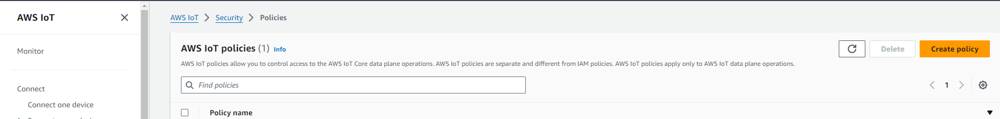 AWS IoT
Monitor
Connect
Connect one device
AWS IoT > Security > Policies
AWS IoT policies (1) Info
Delete
Create policy
AWS IoT policies allow you to control access to the AWS IoT Core data plane operations. AWS IoT policies are separate and different from IAM policies. AWS IoT policies apply only to AWS IoT data plane operations.
Find policies
1
Policy name